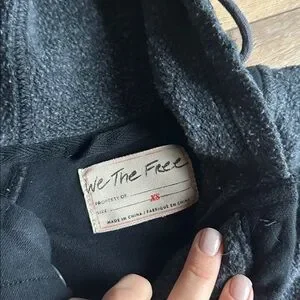 We The Free
PROPERTY OF:
SIZE: XS
MADE IN CHINA / FABRIQUÉ EN CHINE